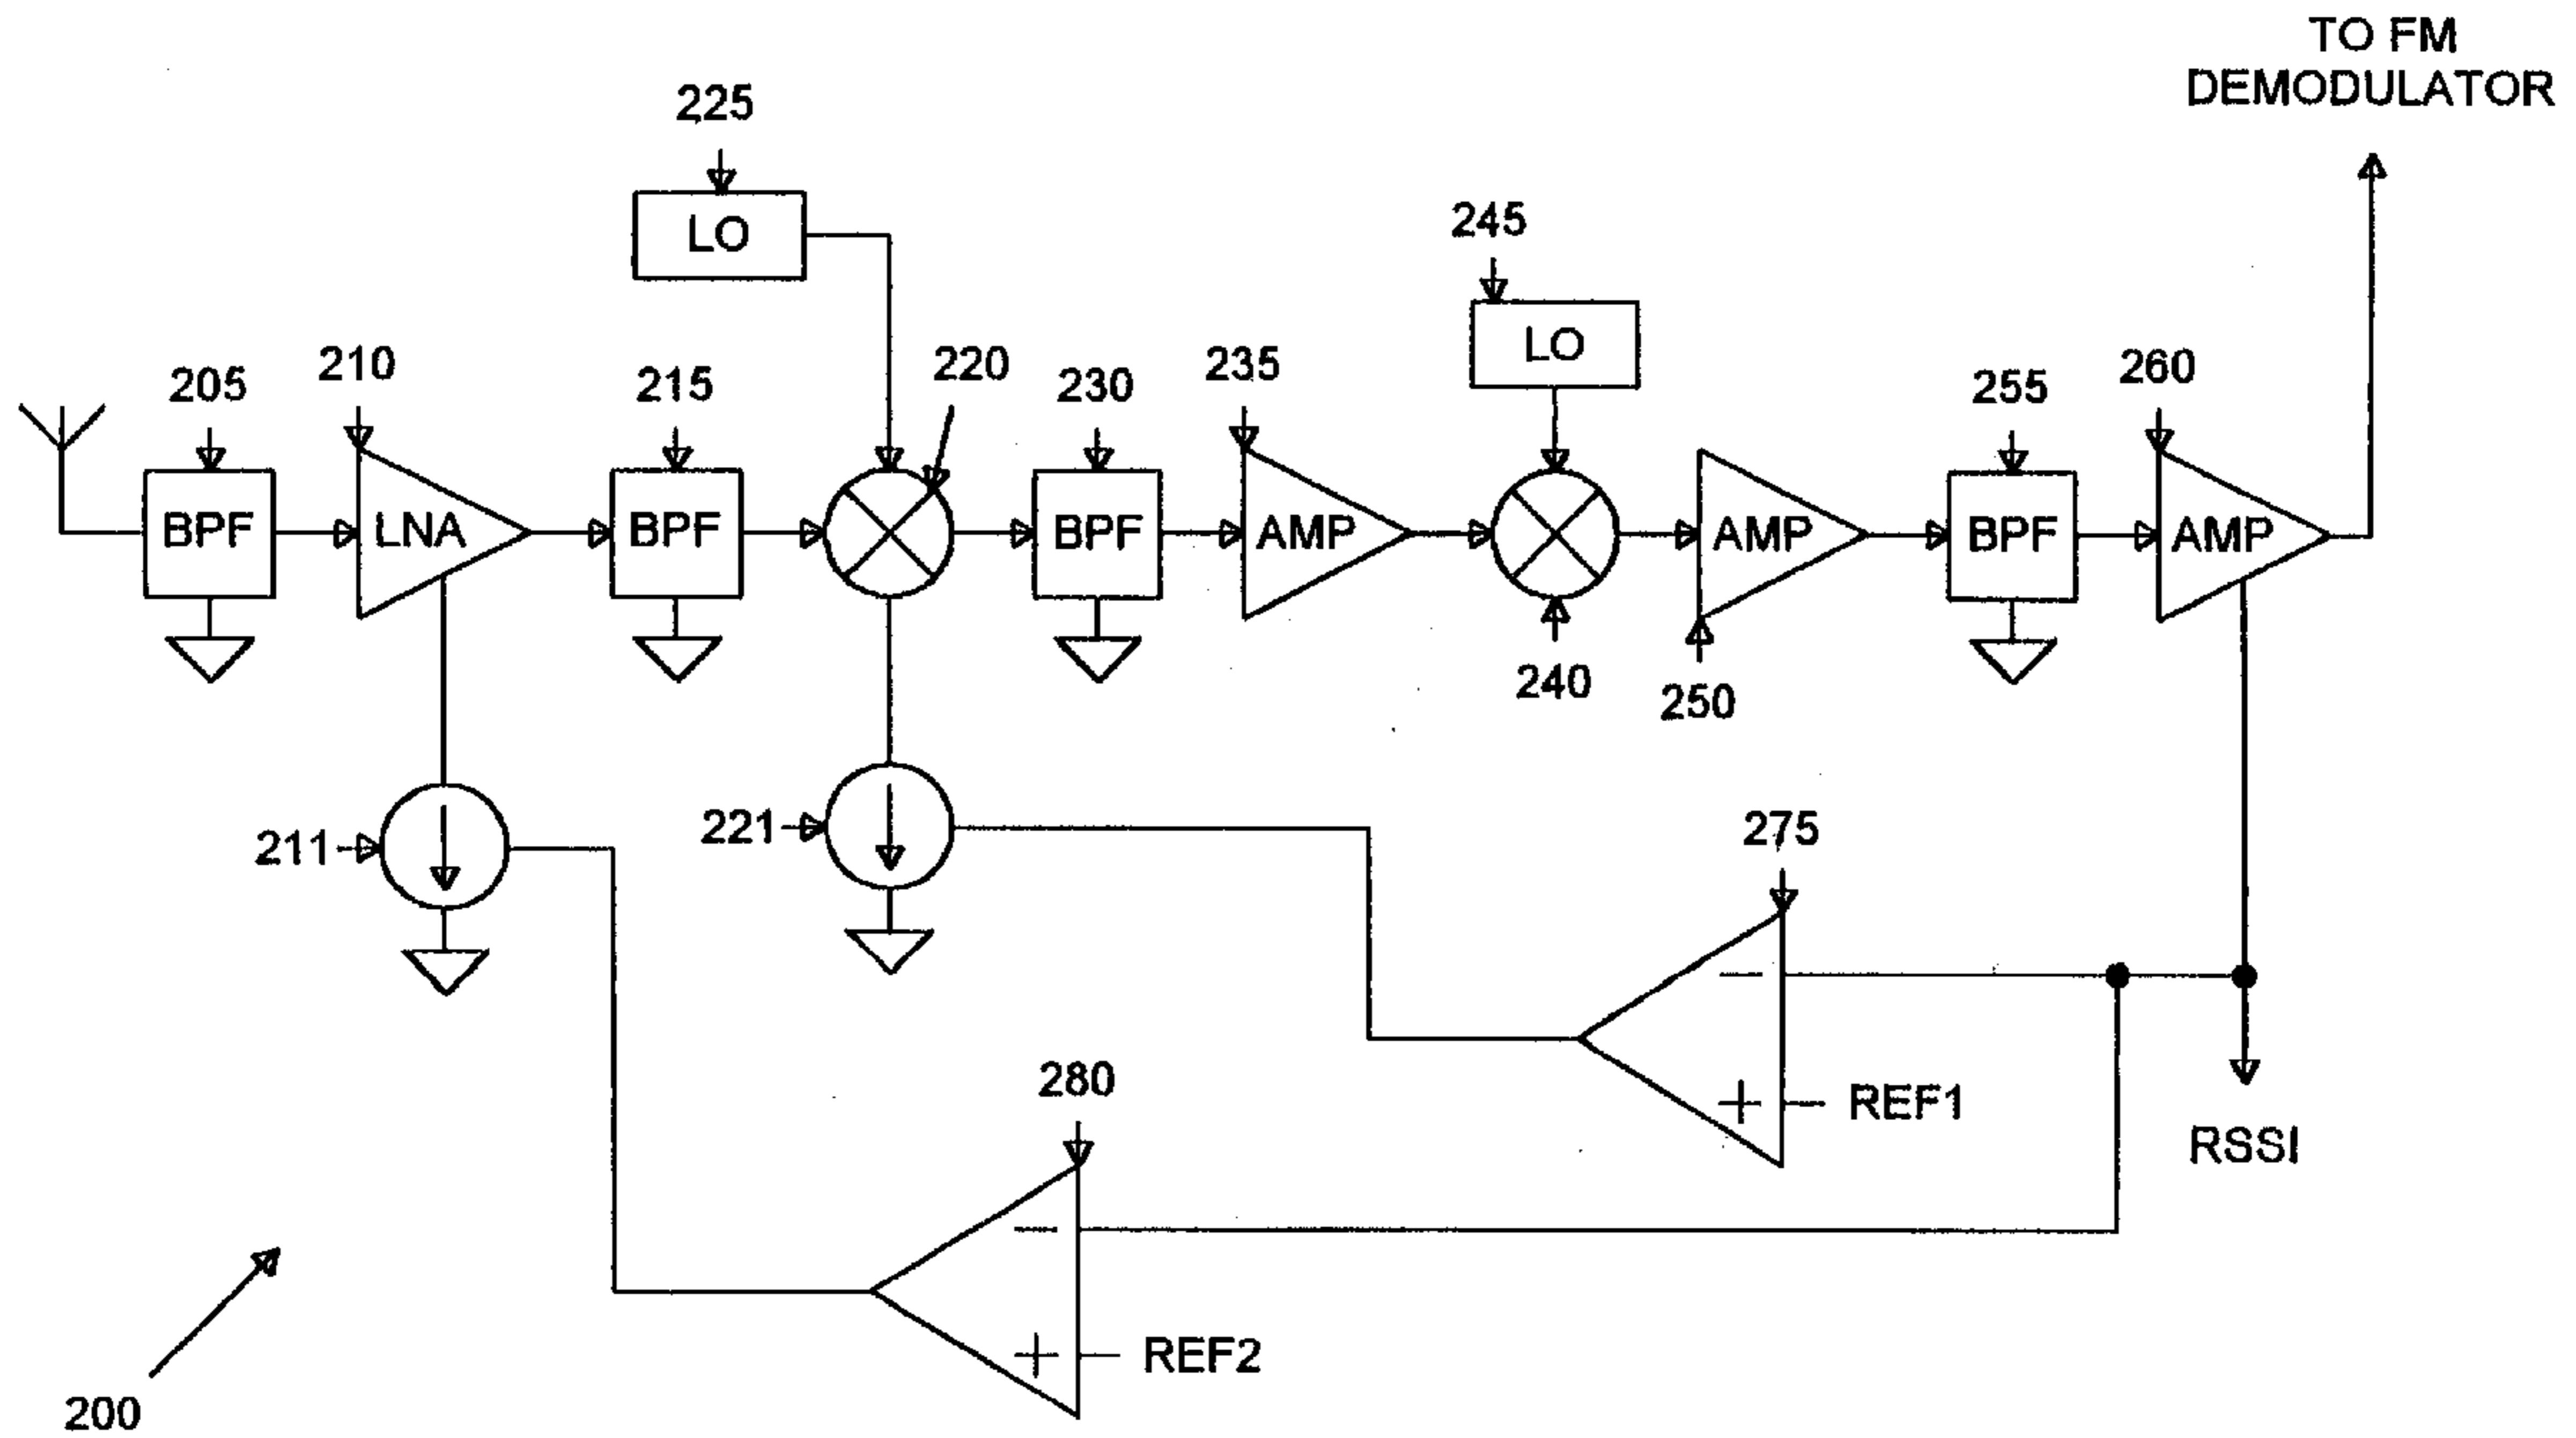 TO FM
DEMODULATOR
225
245
210
220
235
260
205
215
230
255
LO
LO
BPF
LNA
BPF
BPF
AMP
AMP
BPF
AMP
240
250
211
221
275
−
+
REF1
RSSI
280
−
+
REF2
200